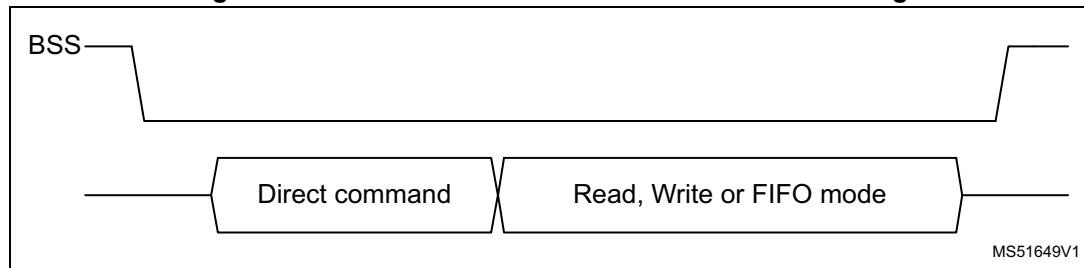 BSS
Direct command
Read, Write or FIFO mode
MS51649V1